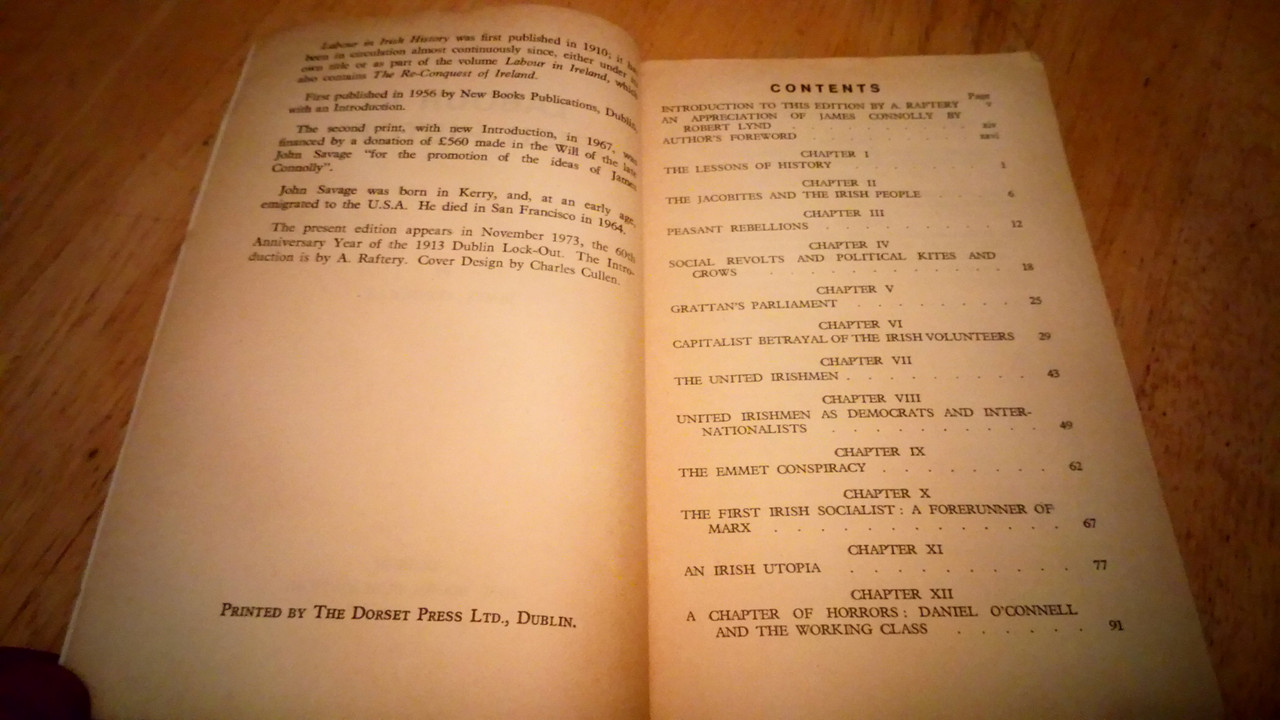 Labour in Irish History was first published in 1910; it has
been in circulation almost continuously since, either under its
own title or as part of the volume Labour in Ireland, which
also contains The Re-Conquest of Ireland.
First published in 1956 by New Books Publications, Dublin,
with an Introduction.
The second print, with new Introduction, in 1967, was
financed by a donation of £560 made in the Will of the late
John Savage "for the promotion of the ideas of James
Connolly".
John Savage was born in Kerry, and, at an early age,
emigrated to the U.S.A. He died in San Francisco in 1964.
The present edition appears in November 1973, the 60th
Anniversary Year of the 1913 Dublin Lock-Out. The Intro-
duction is by A. Raftery. Cover Design by Charles Cullen.
PRINTED BY THE DORSET PRESS LTD., DUBLIN.
CONTENTS
Page
INTRODUCTION TO THIS EDITION BY A. RAFTERY v
AN APPRECIATION OF JAMES CONNOLLY BY
ROBERT LYND . . . . . . . . . xiv
AUTHOR'S FOREWORD . . . . . . . . xxvi
CHAPTER I
THE LESSONS OF HISTORY . . . . . . 1
CHAPTER II
THE JACOBITES AND THE IRISH PEOPLE . . . 6
CHAPTER III
PEASANT REBELLIONS . . . . . . . . 12
CHAPTER IV
SOCIAL REVOLTS AND POLITICAL KITES AND
CROWS . . . . . . . . . . . . 18
CHAPTER V
GRATTAN'S PARLIAMENT . . . . . . . . 25
CHAPTER VI
CAPITALIST BETRAYAL OF THE IRISH VOLUNTEERS 29
CHAPTER VII
THE UNITED IRISHMEN . . . . . . . . . 43
CHAPTER VIII
UNITED IRISHMEN AS DEMOCRATS AND INTER-
NATIONALISTS . . . . . . . . . . 49
CHAPTER IX
THE EMMET CONSPIRACY . . . . . . . . 62
CHAPTER X
THE FIRST IRISH SOCIALIST : A FORERUNNER OF
MARX . . . . . . . . . . . . . 67
CHAPTER XI
AN IRISH UTOPIA . . . . . . . . . . 77
CHAPTER XII
A CHAPTER OF HORRORS : DANIEL O'CONNELL
AND THE WORKING CLASS . . . . . . 91